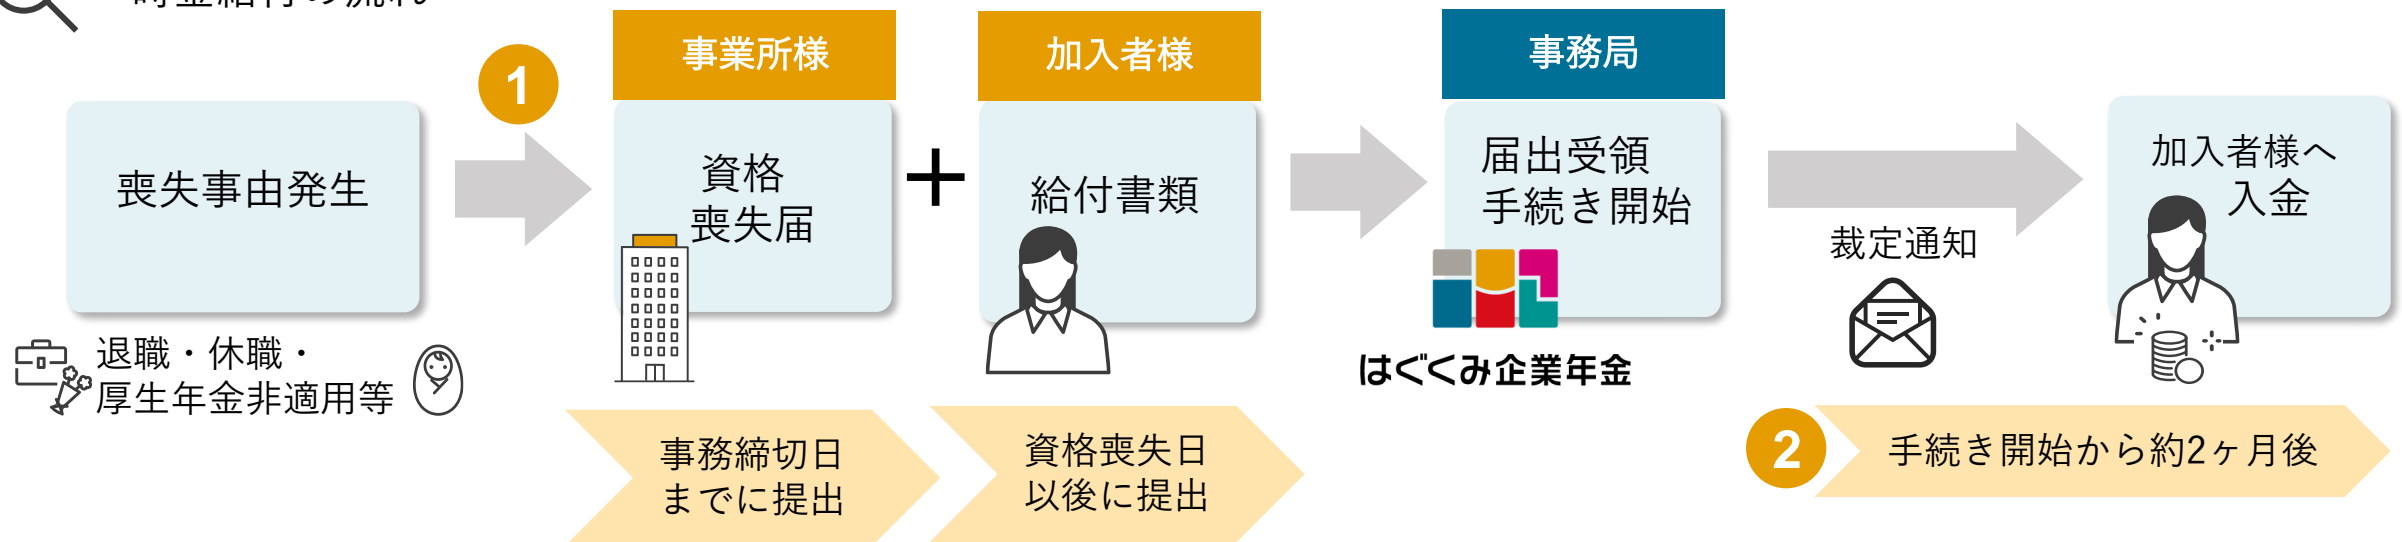 1
事業所様
加入者様
事務局
喪失事由発生
資格
喪失届
+
給付書類
届出受領
手続き開始
加入者様へ
入金
裁定通知
退職・休職・
厚生年金非適用等
はぐくみ企業年金
事務締切日
までに提出
資格喪失日
以後に提出
2
手続き開始から約2ヶ月後